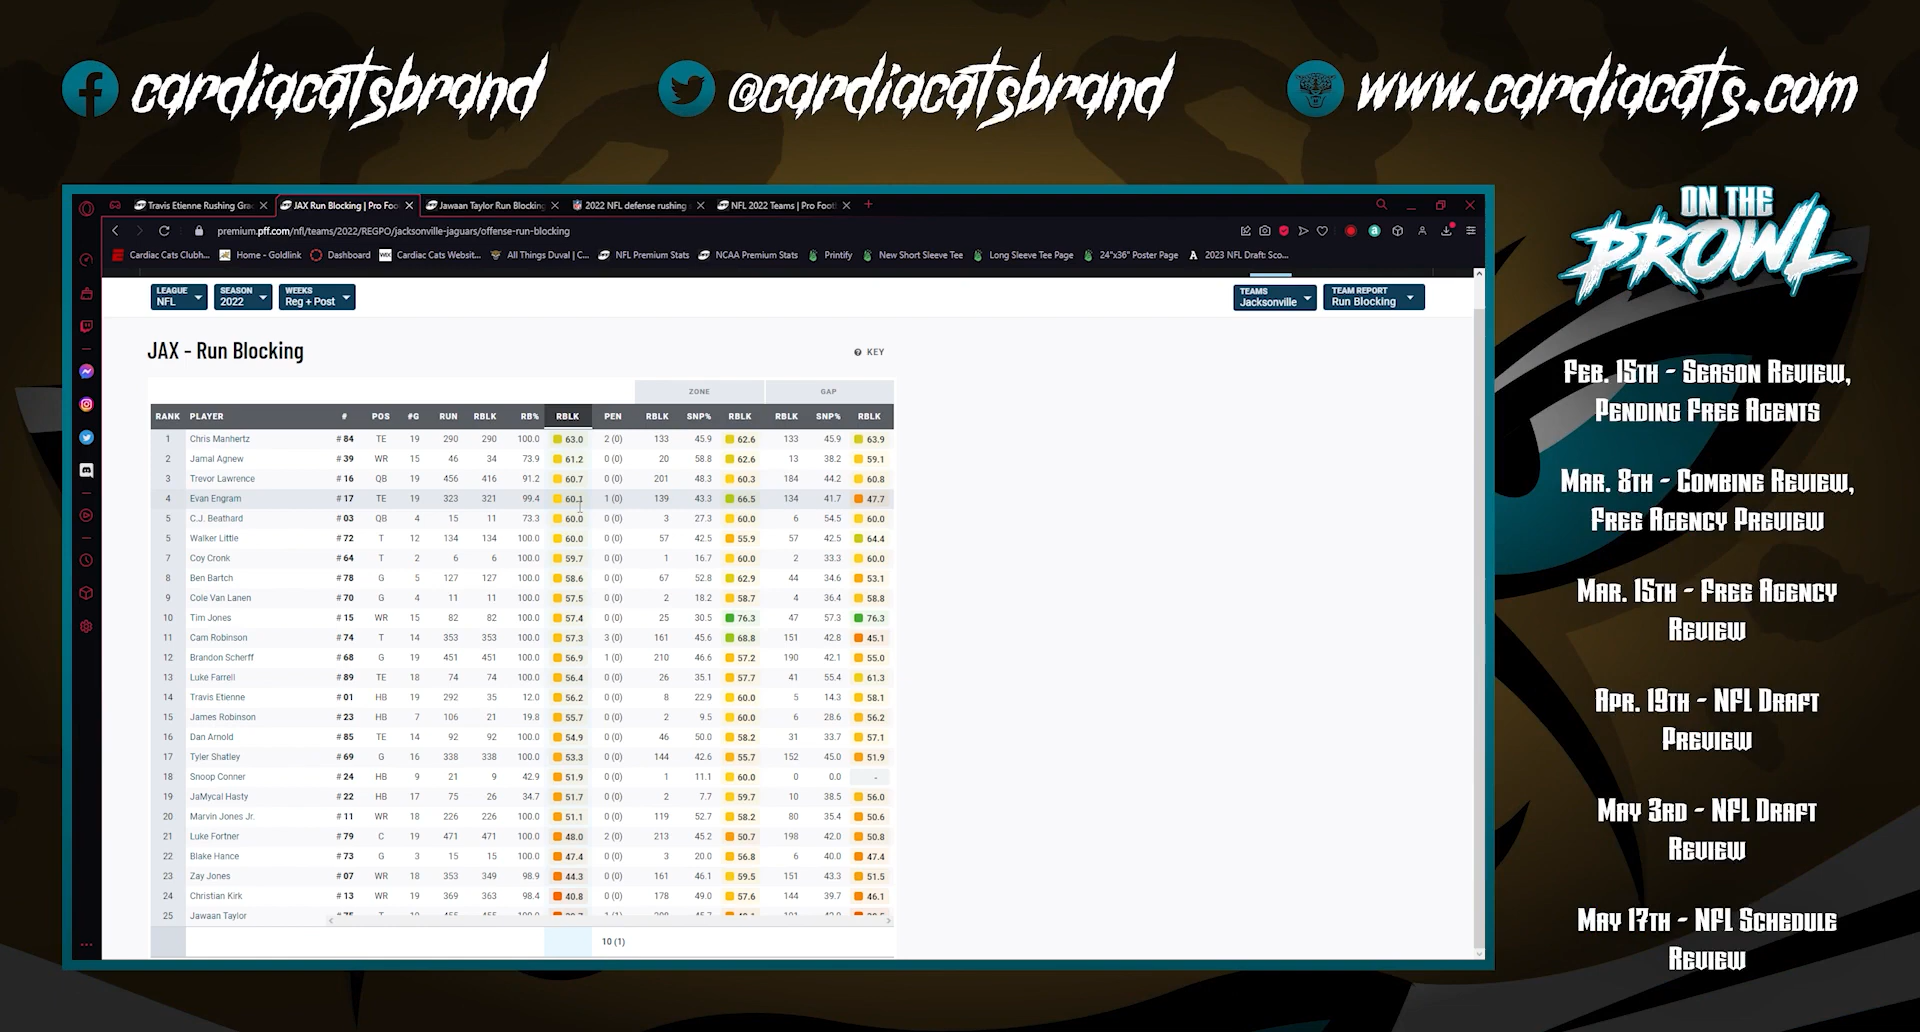 cardiacatsbrand @cardiacatsbrand www.cardiacats.com
Travis Etienne Rushing Gra JAX Run Blocking | Pro Foo Jawaan Taylor Run Blocking 2022 NFL defense rushing NFL 2022 Teams | Pro Foot
premium.pff.com/nfl/teams/2022/REGPO/jacksonville-jaguars/offense-run-blocking
Cardiac Cats Clubh... Home - Goldlink Dashboard Cardiac Cats Websit... All Things Duval | C... NFL Premium Stats NCAA Premium Stats Printify New Short Sleeve Tee Long Sleeve Tee Page 24"x36" Poster Page 2023 NFL Draft: Sco...
LEAGUE SEASON WEEKS TEAMS TEAM REPORT
NFL 2022 Reg + Post Jacksonville Run Blocking
JAX - Run Blocking KEY
ZONE GAP
RANK PLAYER # POS #G RUN RBLK RB% RBLK PEN RBLK SNP% RBLK RBLK SNP% RBLK
1 Chris Manhertz # 84 TE 19 290 290 100.0 63.0 2 (0) 133 45.9 62.6 133 45.9 63.9
2 Jamal Agnew # 39 WR 15 46 34 73.9 61.2 0 (0) 20 58.8 62.6 13 38.2 59.1
3 Trevor Lawrence # 16 QB 19 456 416 91.2 60.7 0 (0) 201 48.3 60.3 184 44.2 60.8
4 Evan Engram # 17 TE 19 323 321 99.4 60.1 1 (0) 139 43.3 66.5 134 41.7 47.7
5 C.J. Beathard # 03 QB 4 15 11 73.3 60.0 0 (0) 3 27.3 60.0 6 54.5 60.0
5 Walker Little # 72 T 12 134 134 100.0 60.0 0 (0) 57 42.5 55.9 57 42.5 64.4
7 Coy Cronk # 64 T 2 6 6 100.0 59.7 0 (0) 1 16.7 60.0 2 33.3 60.0
8 Ben Bartch # 78 G 5 127 127 100.0 58.6 0 (0) 67 52.8 62.9 44 34.6 53.1
9 Cole Van Lanen # 70 G 4 11 11 100.0 57.5 0 (0) 2 18.2 58.7 4 36.4 58.8
10 Tim Jones # 15 WR 15 82 82 100.0 57.4 0 (0) 25 30.5 76.3 47 57.3 76.3
11 Cam Robinson # 74 T 14 353 353 100.0 57.3 3 (0) 161 45.6 68.8 151 42.8 45.1
12 Brandon Scherff # 68 G 19 451 451 100.0 56.9 1 (0) 210 46.6 57.2 190 42.1 55.0
13 Luke Farrell # 89 TE 18 74 74 100.0 56.4 0 (0) 26 35.1 57.7 41 55.4 61.3
14 Travis Etienne # 01 HB 19 292 35 12.0 56.2 0 (0) 8 22.9 60.0 5 14.3 58.1
15 James Robinson # 23 HB 7 106 21 19.8 55.7 0 (0) 2 9.5 60.0 6 28.6 56.2
16 Dan Arnold # 85 TE 14 92 92 100.0 54.9 0 (0) 46 50.0 58.2 31 33.7 57.1
17 Tyler Shatley # 69 G 16 338 338 100.0 53.3 0 (0) 144 42.6 55.7 152 45.0 51.9
18 Snoop Conner # 24 HB 9 21 9 42.9 51.9 0 (0) 1 11.1 60.0 0 0.0 -
19 JaMycal Hasty # 22 HB 17 75 26 34.7 51.7 0 (0) 2 7.7 59.7 10 38.5 56.0
20 Marvin Jones Jr. # 11 WR 18 226 226 100.0 51.1 0 (0) 119 52.7 58.2 80 35.4 50.6
21 Luke Fortner # 79 C 19 471 471 100.0 48.0 2 (0) 213 45.2 50.7 198 42.0 50.8
22 Blake Hance # 73 G 3 15 15 100.0 47.4 0 (0) 3 20.0 56.8 6 40.0 47.4
23 Zay Jones # 07 WR 18 353 349 98.9 44.3 0 (0) 161 46.1 59.5 151 43.3 51.5
24 Christian Kirk # 13 WR 19 369 363 98.4 40.8 0 (0) 178 49.0 57.6 144 39.7 46.1
25 Jawaan Taylor
10 (1)
ON THE
PROWL
Feb. 15th - Season Review,
Pending Free Agents
Mar. 8th - Combine Review,
Free Agency Preview
Mar. 15th - Free Agency
Review
Apr. 19th - NFL Draft
Preview
May 3rd - NFL Draft
Review
May 17th - NFL Schedule
Review